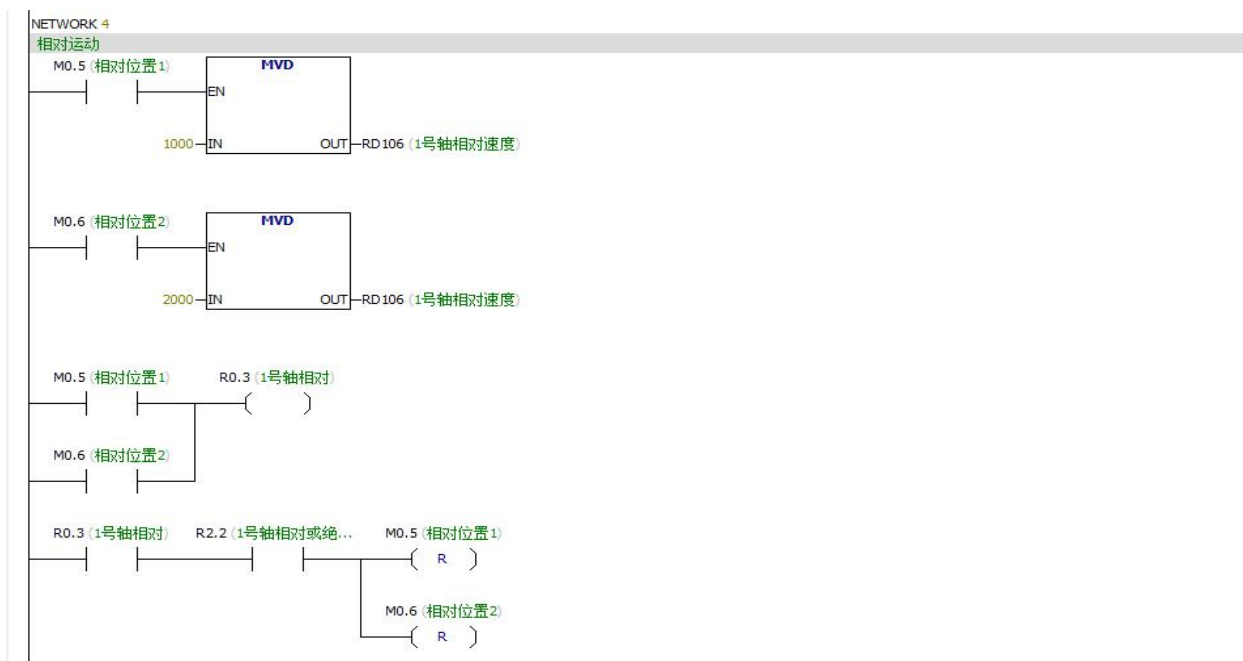 NETWORK 4
相对运动
M0.5 (相对位置1)
MVD
EN
1000 IN OUT RD106 (1号轴相对速度)
M0.6 (相对位置2)
MVD
EN
2000 IN OUT RD106 (1号轴相对速度)
M0.5 (相对位置1) R0.3 (1号轴相对)
M0.6 (相对位置2)
R0.3 (1号轴相对) R2.2 (1号轴相对或绝... M0.5 (相对位置1)
R
M0.6 (相对位置2)
R